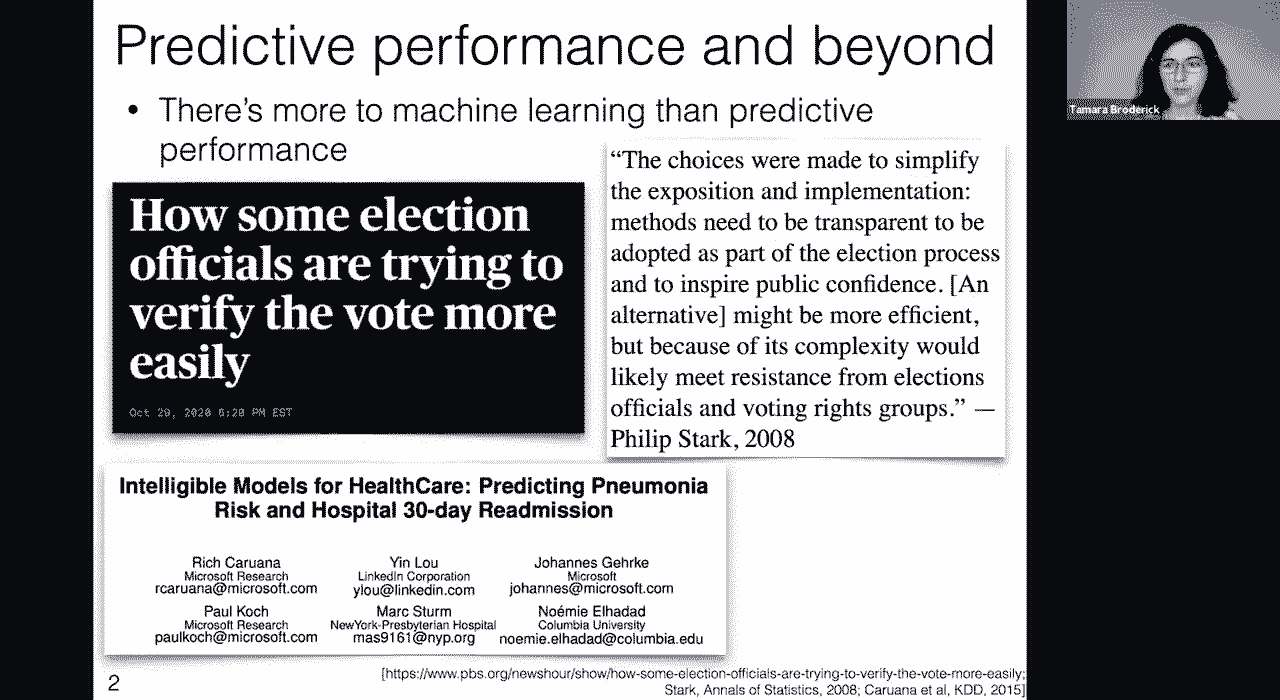 Predictive performance and beyond
• There's more to machine learning than predictive
performance
How some election
officials are trying to
verify the vote more
easily
Oct 29, 2020 6:20 PM EST
“The choices were made to simplify
the exposition and implementation:
methods need to be transparent to be
adopted as part of the election process
and to inspire public confidence. [An
alternative] might be more efficient,
but because of its complexity would
likely meet resistance from elections
officials and voting rights groups.” —
Philip Stark, 2008
Intelligible Models for HealthCare: Predicting Pneumonia
Risk and Hospital 30-day Readmission
Rich Caruana
Microsoft Research
rcaruana@microsoft.com
Yin Lou
LinkedIn Corporation
ylou@linkedin.com
Johannes Gehrke
Microsoft
johannes@microsoft.com
Paul Koch
Microsoft Research
paulkoch@microsoft.com
Marc Sturm
NewYork-Presbyterian Hospital
mas9161@nyp.org
Noémie Elhadad
Columbia University
noemie.elhadad@columbia.edu
[https://www.pbs.org/newshour/show/how-some-election-officials-are-trying-to-verify-the-vote-more-easily;
Stark, Annals of Statistics, 2008; Caruana et al, KDD, 2015]
2
Tamara Broderick